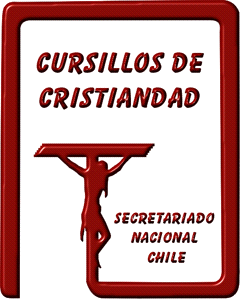 CURSILLOS DE
CRISTIANDAD
SECRETARIADO
NACIONAL
CHILE